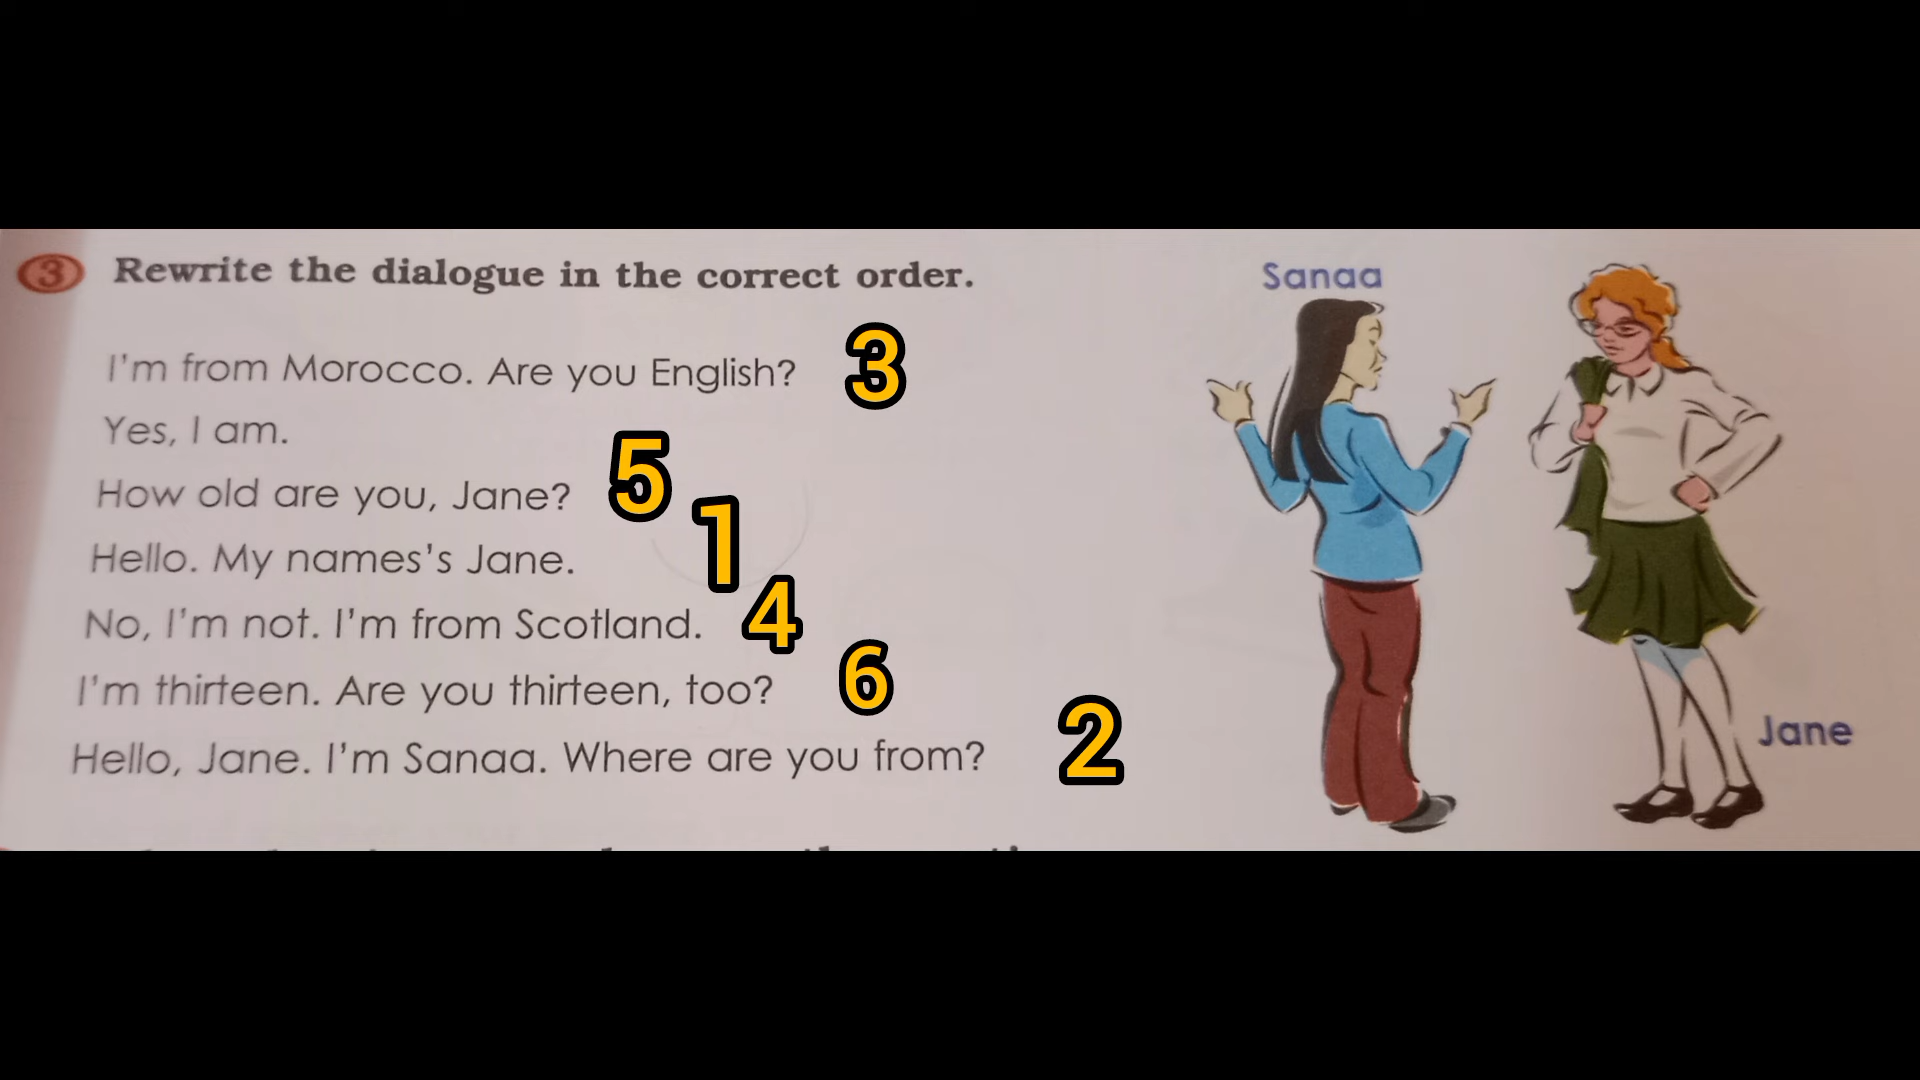 3 Rewrite the dialogue in the correct order.
Sanaa
I'm from Morocco. Are you English? 3
Yes, I am.
How old are you, Jane? 5
Hello. My names's Jane. 1
No, I'm not. I'm from Scotland. 4
I'm thirteen. Are you thirteen, too? 6
Hello, Jane. I'm Sanaa. Where are you from? 2
Jane